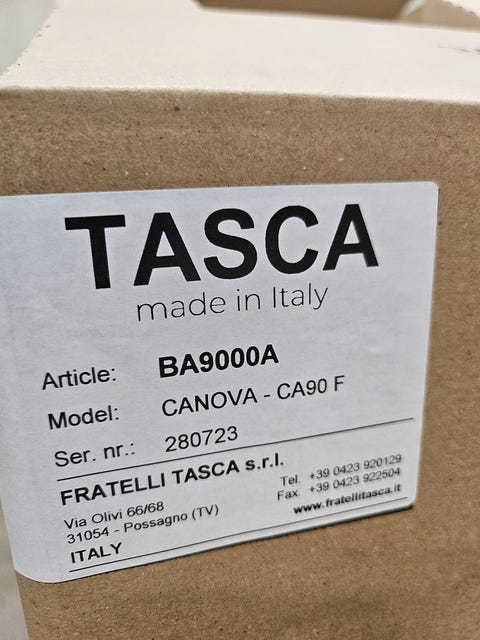 TASCA
made in Italy
Article: BA9000A
Model: CANOVA - CA90 F
Ser. nr.: 280723
FRATELLI TASCA s.r.l.
Via Olivi 66/68
31054 - Possagno (TV)
ITALY
Tel. +39 0423 920129
Fax +39 0423 922504
www.fratellitasca.it